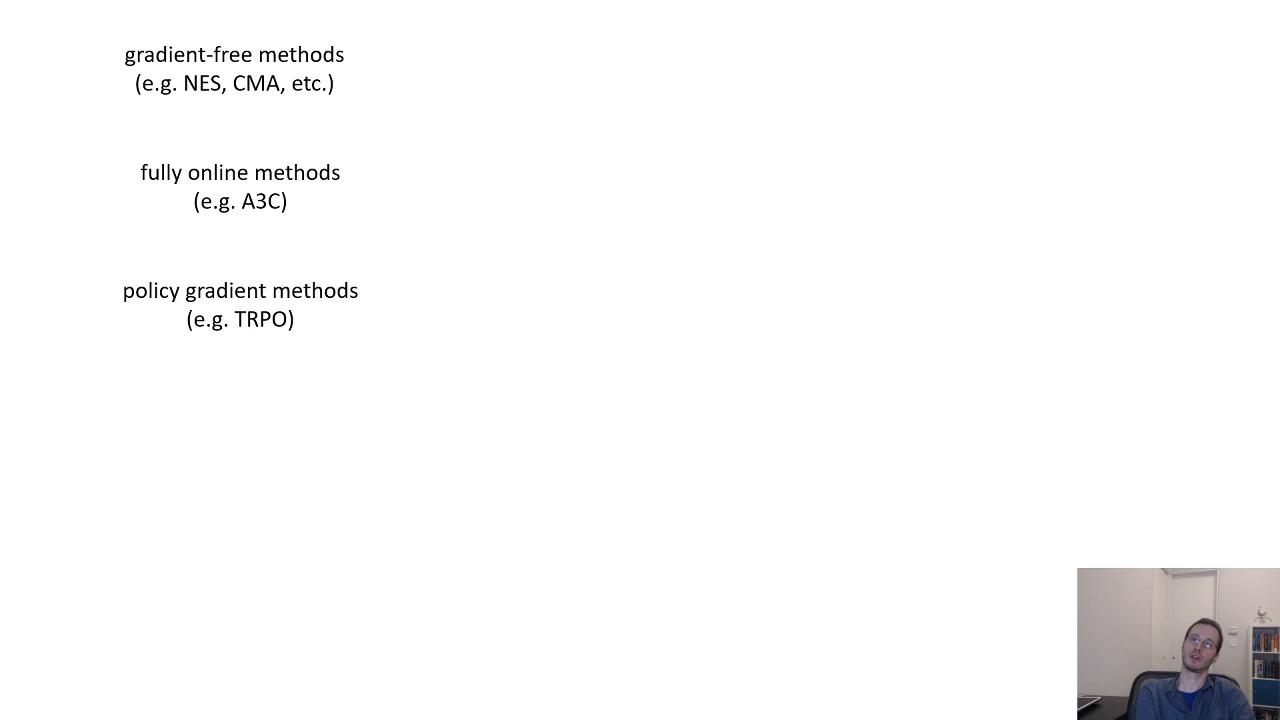 gradient-free methods
(e.g. NES, CMA, etc.)
fully online methods
(e.g. A3C)
policy gradient methods
(e.g. TRPO)